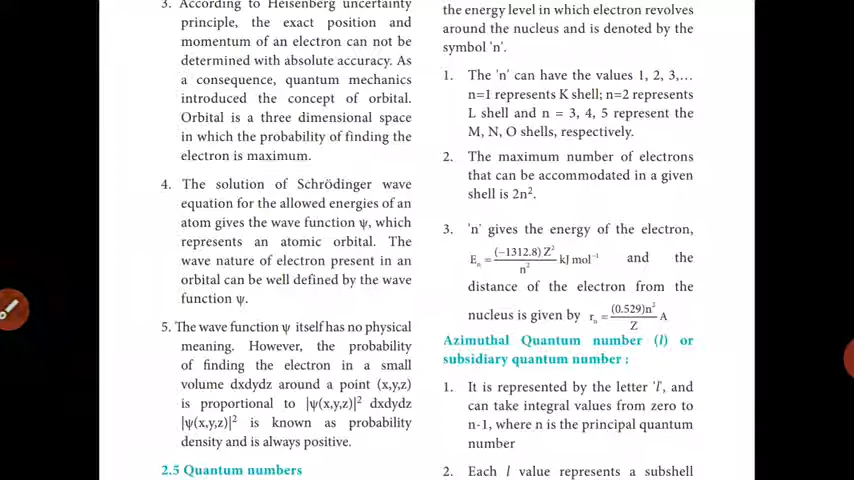 3. According to Heisenberg uncertainty
principle, the exact position and
momentum of an electron can not be
determined with absolute accuracy. As
a consequence, quantum mechanics
introduced the concept of orbital.
Orbital is a three dimensional space
in which the probability of finding the
electron is maximum.
4. The solution of Schrödinger wave
equation for the allowed energies of an
atom gives the wave function ψ, which
represents an atomic orbital. The
wave nature of electron present in an
orbital can be well defined by the wave
function ψ.
5. The wave function ψ itself has no physical
meaning. However, the probability
of finding the electron in a small
volume dxdydz around a point (x,y,z)
is proportional to |ψ(x,y,z)|² dxdydz
|ψ(x,y,z)|² is known as probability
density and is always positive.
2.5 Quantum numbers
the energy level in which electron revolves
around the nucleus and is denoted by the
symbol 'n'.
1. The 'n' can have the values 1, 2, 3,...
n=1 represents K shell; n=2 represents
L shell and n = 3, 4, 5 represent the
M, N, O shells, respectively.
2. The maximum number of electrons
that can be accommodated in a given
shell is 2n².
3. 'n' gives the energy of the electron,
Eₙ = (−1312.8) Z² / n² kJ mol⁻¹ and the
distance of the electron from the
nucleus is given by rₙ = (0.529)n² / Z A
Azimuthal Quantum number (l) or
subsidiary quantum number :
1. It is represented by the letter 'l', and
can take integral values from zero to
n-1, where n is the principal quantum
number
2. Each l value represents a subshell